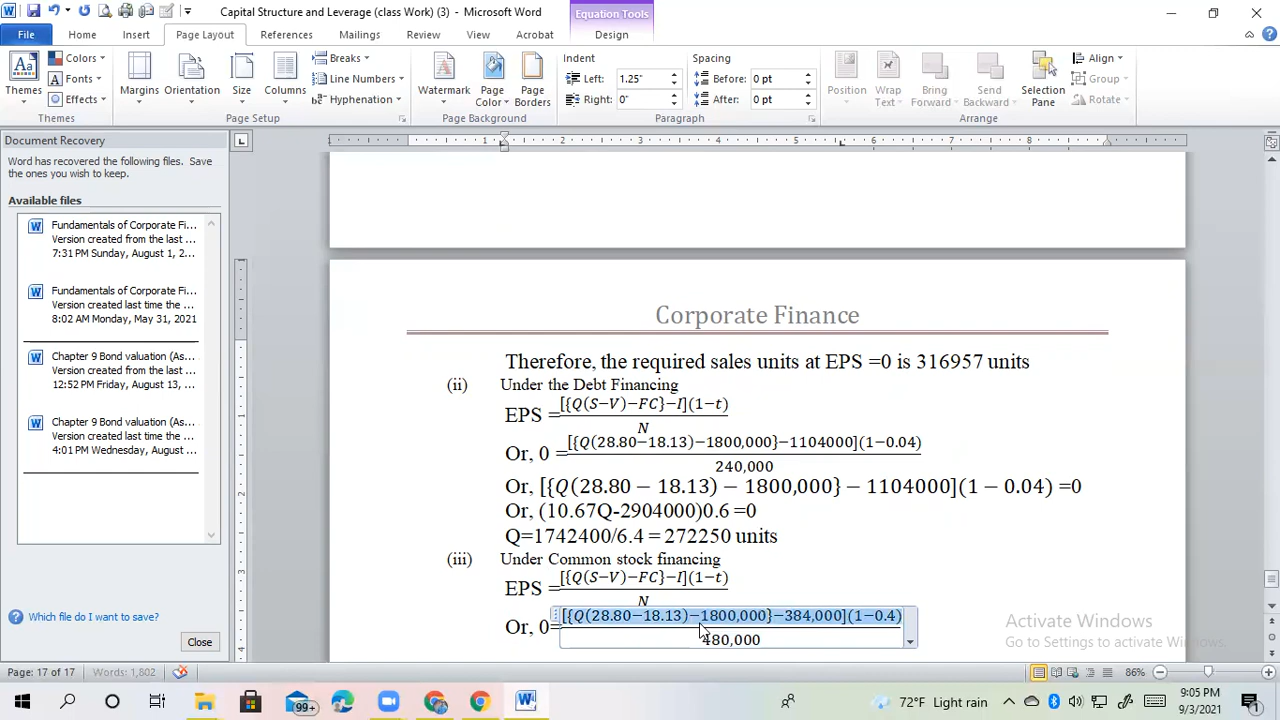 Capital Structure and Leverage (class Work) (3) - Microsoft Word
Equation Tools
File Home Insert Page Layout References Mailings Review View Acrobat Design
Themes
Colors
Fonts
Effects
Themes
Margins Orientation Size Columns
Breaks
Line Numbers
Hyphenation
Page Setup
Watermark Page Color Page Borders
Page Background
Indent
Left: 1.25"
Right: 0"
Spacing
Before: 0 pt
After: 0 pt
Paragraph
Position Wrap Text Bring Forward Send Backward Selection Pane
Align
Group
Rotate
Arrange
Document Recovery
Word has recovered the following files. Save
the ones you wish to keep.
Available files
Fundamentals of Corporate Fi...
Version created from the last ...
7:31 PM Sunday, August 1, 2...
Fundamentals of Corporate Fi...
Version created last time the ...
8:02 AM Monday, May 31, 2021
Chapter 9 Bond valuation (As...
Version created from the last ...
12:52 PM Friday, August 13, ...
Chapter 9 Bond valuation (As...
Version created from the last ...
4:01 PM Wednesday, August ...
Which file do I want to save?
Close
1 2 3 4 5 6 7 8
Corporate Finance
Therefore, the required sales units at EPS =0 is 316957 units
(ii) Under the Debt Financing
EPS =[{Q(S−V)−FC}−I](1−t)
N
Or, 0 =[{Q(28.80−18.13)−1800,000}−1104000](1−0.04)
240,000
Or, [{Q(28.80 − 18.13) − 1800,000} − 1104000](1 − 0.04) =0
Or, (10.67Q-2904000)0.6 =0
Q=1742400/6.4 = 272250 units
(iii) Under Common stock financing
EPS =[{Q(S−V)−FC}−I](1−t)
N
Or, 0=[{Q(28.80−18.13)−1800,000}−384,000](1−0.4)
480,000
Activate Windows
Go to Settings to activate Windows.
Page: 17 of 17 Words: 1,802 86%
99+ 72°F Light rain 9:05 PM
9/3/2021